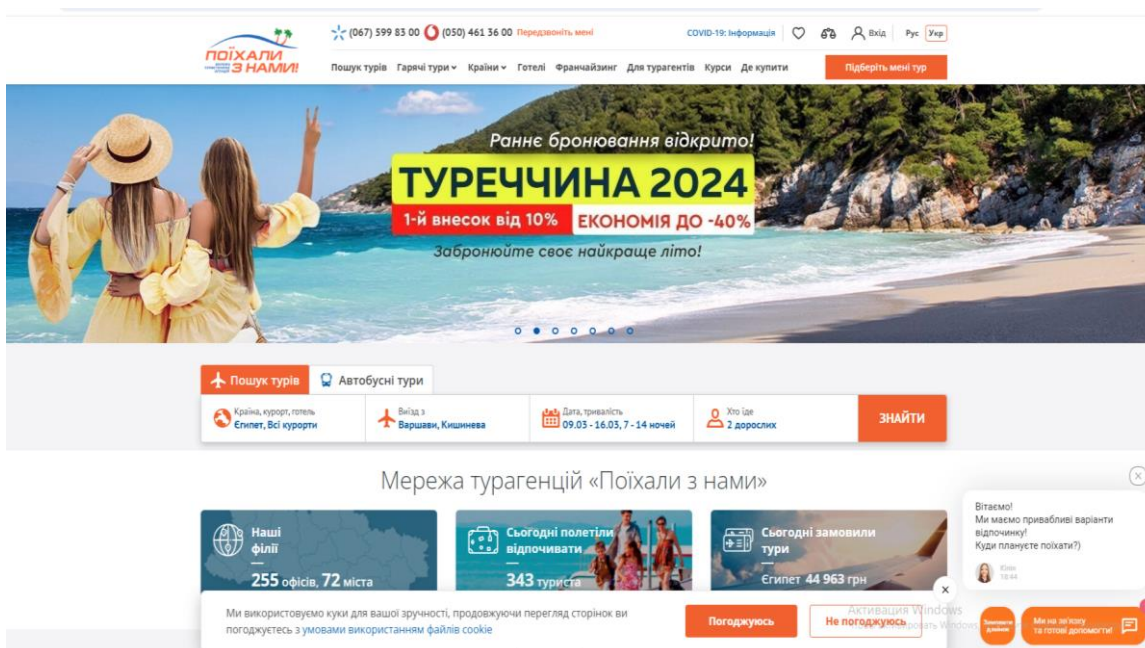 ПОЇХАЛИ
З НАМИ!
(067) 599 83 00 (050) 461 36 00 Передзвоніть мені
COVID-19: Інформація
Вхід
Рус Укр
Пошук турів Гарячі тури Країни Готелі Франчайзинг Для турагентів Курси Де купити
Підберіть мені тур
Раннє бронювання відкрито!
ТУРЕЧЧИНА 2024
1-й внесок від 10% ЕКОНОМІЯ ДО -40%
Забронюйте своє найкраще літо!
Пошук турів Автобусні тури
Країна, курорт, готель
Єгипет, Всі курорти
Виїзд з
Варшави, Кишинева
Дата, тривалість
09.03 - 16.03, 7 - 14 ночей
Хто їде
2 дорослих
ЗНАЙТИ
Мережа турагенцій «Поїхали з нами»
Наші
філії
255 офісів, 72 міста
Сьогодні полетіли
відпочивати
343 туриста
Сьогодні замовили
тури
Єгипет 44 963 грн
Вітаємо!
Ми маємо привабливі варіанти
відпочинку!
Куди плануєте поїхати?)
18:44
Ми використовуємо куки для вашої зручності, продовжуючи перегляд сторінок ви
погоджуєтесь з умовами використанням файлів cookie
Погоджуюсь
Не погоджуюсь
Активация Windows
Ми на зв'язку
та готові допомогти!